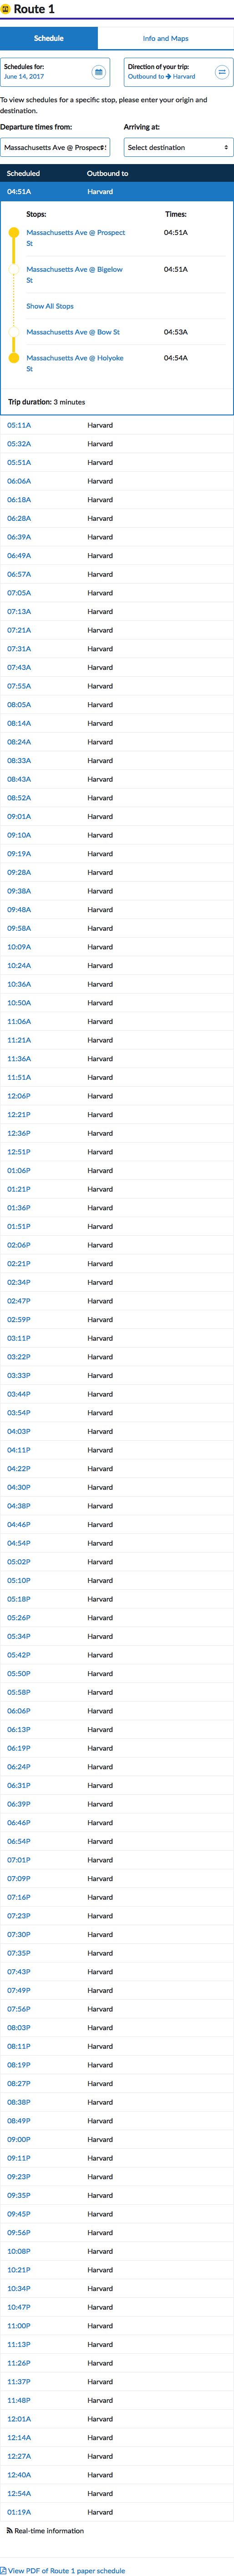 Route 1
Schedule
Info and Maps
Schedules for:
June 14, 2017
Direction of your trip:
Outbound to → Harvard
To view schedules for a specific stop, please enter your origin and
destination.
Departure times from:
Arriving at:
Massachusetts Ave @ Prospect
Select destination
Scheduled Outbound to
04:51A Harvard
Stops: Times:
Massachusetts Ave @ Prospect 04:51A
St
Massachusetts Ave @ Bigelow 04:51A
St
Show All Stops
Massachusetts Ave @ Bow St 04:53A
Massachusetts Ave @ Holyoke 04:54A
St
Trip duration: 3 minutes
05:11A Harvard
05:32A Harvard
05:51A Harvard
06:06A Harvard
06:18A Harvard
06:28A Harvard
06:39A Harvard
06:49A Harvard
06:57A Harvard
07:05A Harvard
07:13A Harvard
07:21A Harvard
07:31A Harvard
07:43A Harvard
07:55A Harvard
08:05A Harvard
08:14A Harvard
08:24A Harvard
08:33A Harvard
08:43A Harvard
08:52A Harvard
09:01A Harvard
09:10A Harvard
09:19A Harvard
09:28A Harvard
09:38A Harvard
09:48A Harvard
09:58A Harvard
10:09A Harvard
10:24A Harvard
10:36A Harvard
10:50A Harvard
11:06A Harvard
11:21A Harvard
11:36A Harvard
11:51A Harvard
12:06P Harvard
12:21P Harvard
12:36P Harvard
12:51P Harvard
01:06P Harvard
01:21P Harvard
01:36P Harvard
01:51P Harvard
02:06P Harvard
02:21P Harvard
02:34P Harvard
02:47P Harvard
02:59P Harvard
03:11P Harvard
03:22P Harvard
03:33P Harvard
03:44P Harvard
03:54P Harvard
04:03P Harvard
04:11P Harvard
04:22P Harvard
04:30P Harvard
04:38P Harvard
04:46P Harvard
04:54P Harvard
05:02P Harvard
05:10P Harvard
05:18P Harvard
05:26P Harvard
05:34P Harvard
05:42P Harvard
05:50P Harvard
05:58P Harvard
06:06P Harvard
06:13P Harvard
06:19P Harvard
06:24P Harvard
06:31P Harvard
06:39P Harvard
06:46P Harvard
06:54P Harvard
07:01P Harvard
07:09P Harvard
07:16P Harvard
07:23P Harvard
07:30P Harvard
07:35P Harvard
07:43P Harvard
07:49P Harvard
07:56P Harvard
08:03P Harvard
08:11P Harvard
08:19P Harvard
08:27P Harvard
08:38P Harvard
08:49P Harvard
09:00P Harvard
09:11P Harvard
09:23P Harvard
09:35P Harvard
09:45P Harvard
09:56P Harvard
10:08P Harvard
10:21P Harvard
10:34P Harvard
10:47P Harvard
11:00P Harvard
11:13P Harvard
11:26P Harvard
11:37P Harvard
11:48P Harvard
12:01A Harvard
12:14A Harvard
12:27A Harvard
12:40A Harvard
12:54A Harvard
01:19A Harvard
Real-time information
View PDF of Route 1 paper schedule